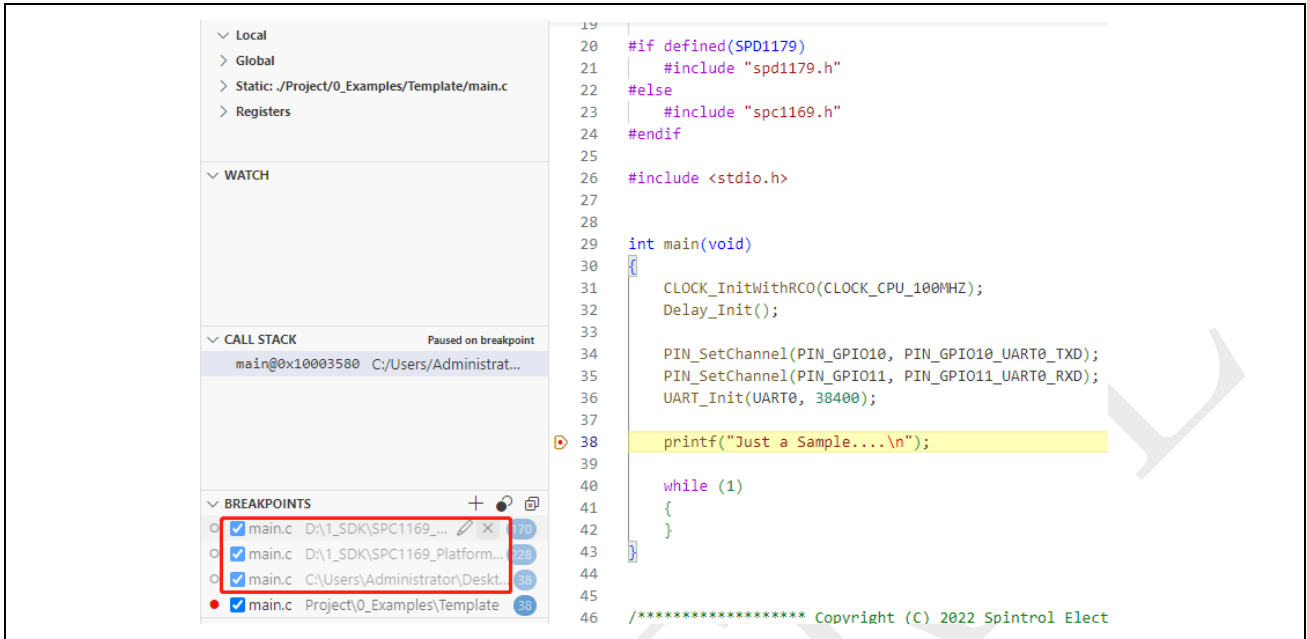 Local
Global
Static: ./Project/0_Examples/Template/main.c
Registers
WATCH
CALL STACK Paused on breakpoint
main@0x10003580 C:/Users/Administrat...
BREAKPOINTS
main.c D:\1_SDK\SPC1169_... 170
main.c D:\1_SDK\SPC1169_Platform... 228
main.c C:\Users\Administrator\Deskt... 38
main.c Project\0_Examples\Template 38
19
20 #if defined(SPD1179)
21 #include "spd1179.h"
22 #else
23 #include "spc1169.h"
24 #endif
25
26 #include <stdio.h>
27
28
29 int main(void)
30 {
31 CLOCK_InitWithRCO(CLOCK_CPU_100MHZ);
32 Delay_Init();
33
34 PIN_SetChannel(PIN_GPIO10, PIN_GPIO10_UART0_TXD);
35 PIN_SetChannel(PIN_GPIO11, PIN_GPIO11_UART0_RXD);
36 UART_Init(UART0, 38400);
37
38 printf("Just a Sample....\n");
39
40 while (1)
41 {
42 }
43 }
44
45
46 /******************* Copyright (C) 2022 Spintrol Elect